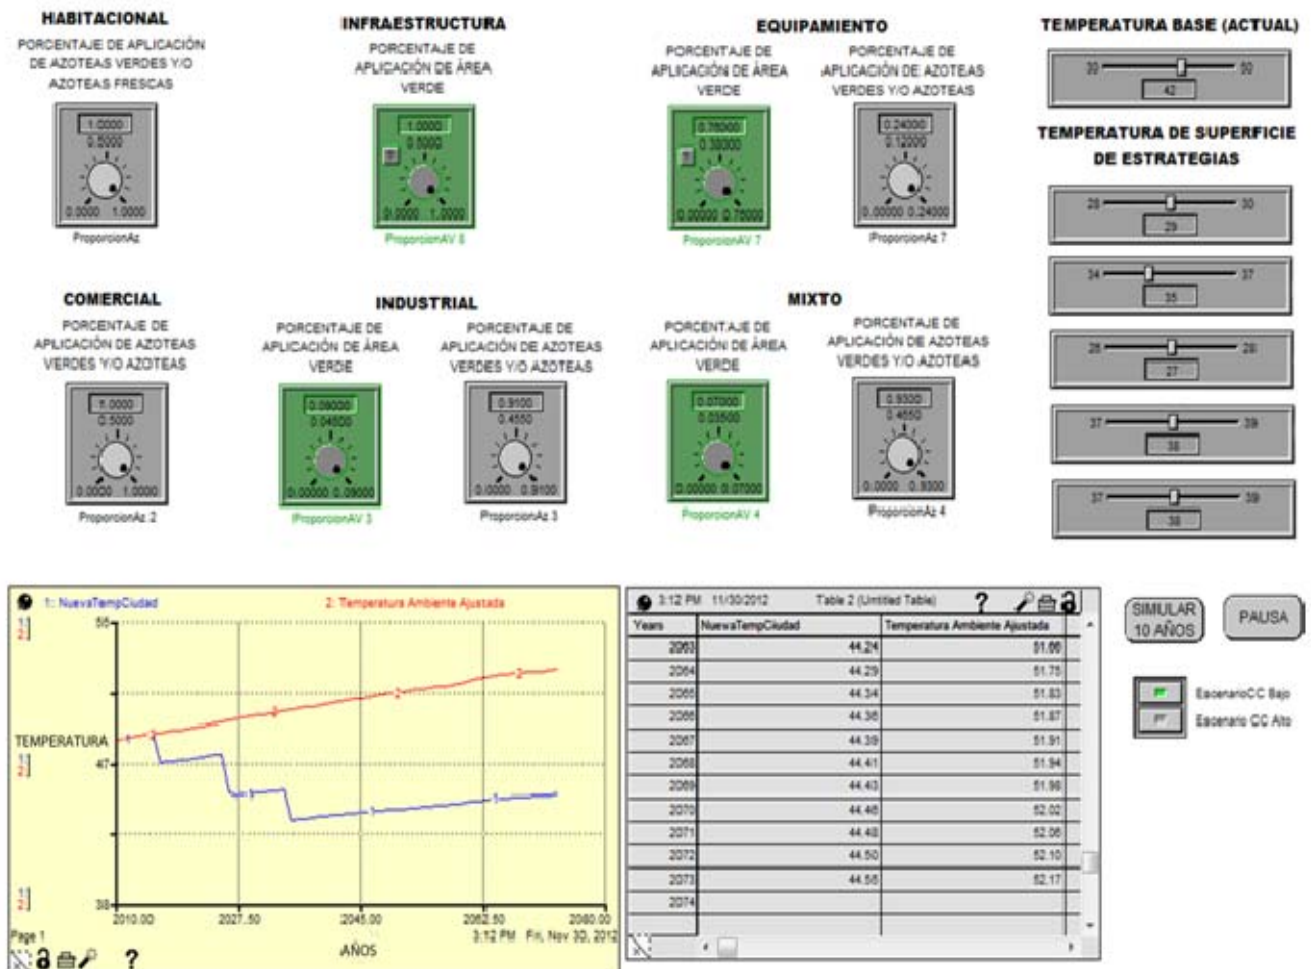 HABITACIONAL
PORCENTAJE DE APLICACIÓN
DE AZOTEAS VERDES Y/O
AZOTEAS FRESCAS
1.0000
0.5000
0.0000 1.0000
ProporcionAz
INFRAESTRUCTURA
PORCENTAJE DE
APLICACIÓN DE ÁREA
VERDE
1.0000
0.5000
0.0000 1.0000
ProporcionAV 6
EQUIPAMIENTO
PORCENTAJE DE
APLICACIÓN DE ÁREA
VERDE
0.76000
0.38000
0.00000 0.76000
ProporcionAV 7
PORCENTAJE DE
APLICACIÓN DE AZOTEAS
VERDES Y/O AZOTEAS
0.24000
0.12000
0.00000 0.24000
ProporcionAz 7
TEMPERATURA BASE (ACTUAL)
30 50
42
TEMPERATURA DE SUPERFICIE
DE ESTRATEGIAS
28 30
29
34 37
35
26 28
27
37 39
38
37 39
38
COMERCIAL
PORCENTAJE DE
APLICACIÓN DE AZOTEAS
VERDES Y/O AZOTEAS
1.0000
0.5000
0.0000 1.0000
ProporcionAz 2
INDUSTRIAL
PORCENTAJE DE
APLICACIÓN DE ÁREA
VERDE
0.09000
0.04500
0.00000 0.09000
ProporcionAV 3
PORCENTAJE DE
APLICACIÓN DE AZOTEAS
VERDES Y/O AZOTEAS
0.9100
0.4550
0.0000 0.9100
ProporcionAz 3
MIXTO
PORCENTAJE DE
APLICACIÓN DE ÁREA
VERDE
0.07000
0.03500
0.00000 0.07000
ProporcionAV 4
PORCENTAJE DE
APLICACIÓN DE AZOTEAS
VERDES Y/O AZOTEAS
0.9300
0.4650
0.0000 0.9300
ProporcionAz 4
1: NuevaTempCiudad 2: Temperatura Ambiente Ajustada
56
TEMPERATURA
47
38
2010.00 2027.50 2045.00 2062.50 2080.00
Page 1 3:12 PM Fri, Nov 30, 2012
AÑOS
?
3:12 PM 11/30/2012 Table 2 (Untitled Table) ?
Years NuevaTempCiudad Temperatura Ambiente Ajustada
2063 44.24 51.66
2064 44.29 51.75
2065 44.34 51.83
2066 44.36 51.87
2067 44.39 51.91
2068 44.41 51.94
2069 44.43 51.98
2070 44.46 52.02
2071 44.48 52.06
2072 44.50 52.10
2073 44.56 52.17
2074
SIMULAR
10 AÑOS
PAUSA
EscenarioCC Bajo
Escenario CC Alto